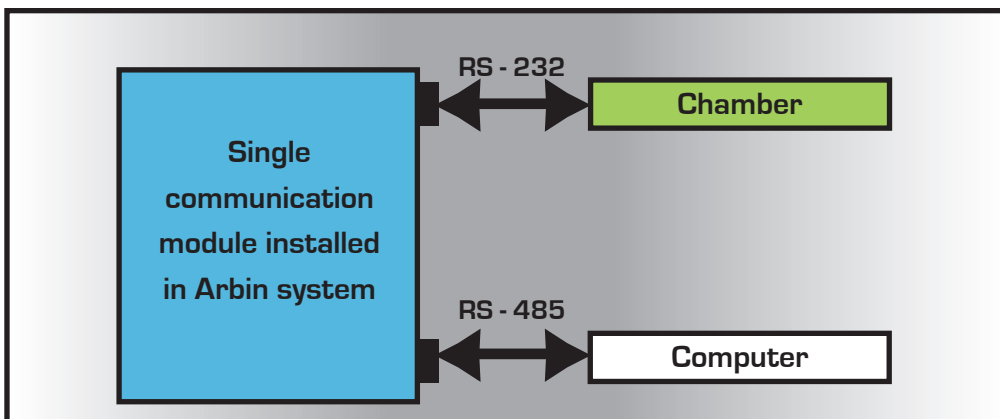 RS - 232
Chamber
Single
communication
module installed
in Arbin system
RS - 485
Computer